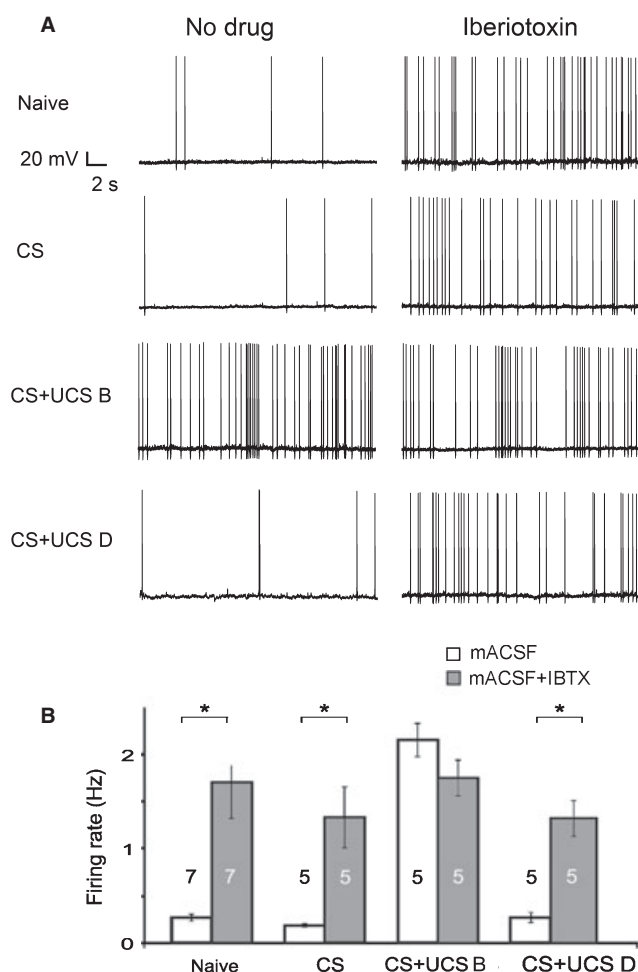 A
No drug
Iberiotoxin
Naive
20 mV
2 s
CS
CS+UCS B
CS+UCS D
mACSF
mACSF+IBTX
B
* * *
Firing rate (Hz)
2
1
0
7 7 5 5 5 5 5 5
Naive CS CS+UCS B CS+UCS D